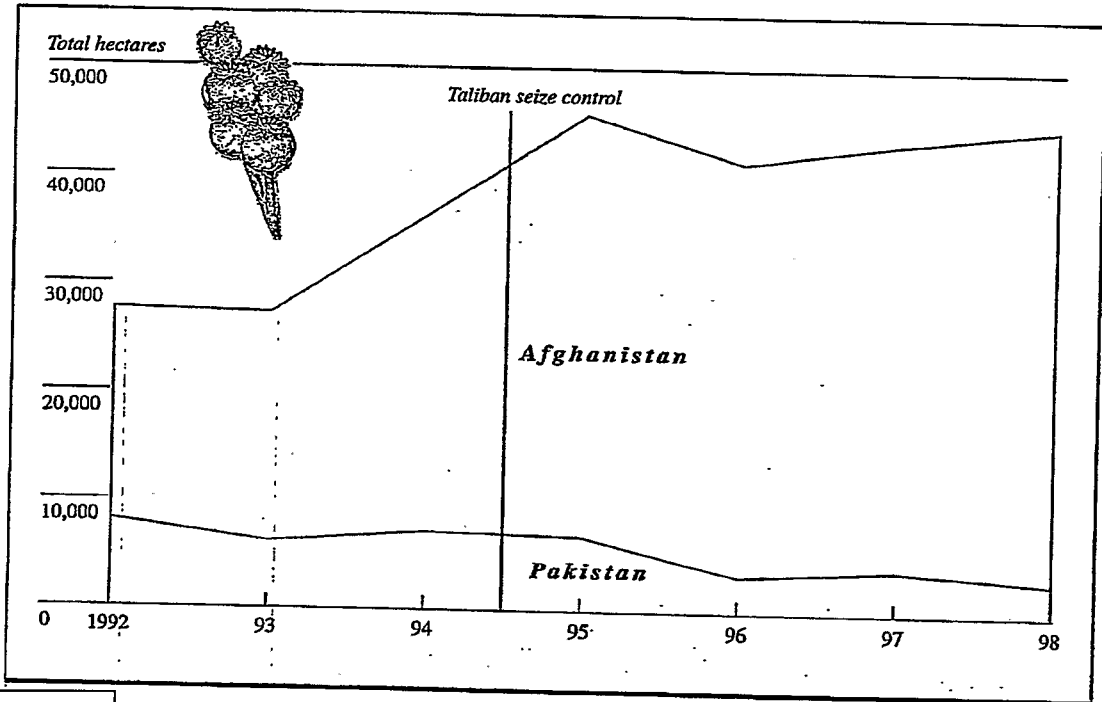 Total hectares
50,000
Taliban seize control
40,000
30,000
Afghanistan
20,000
10,000
Pakistan
0 1992 93 94 95 96 97 98